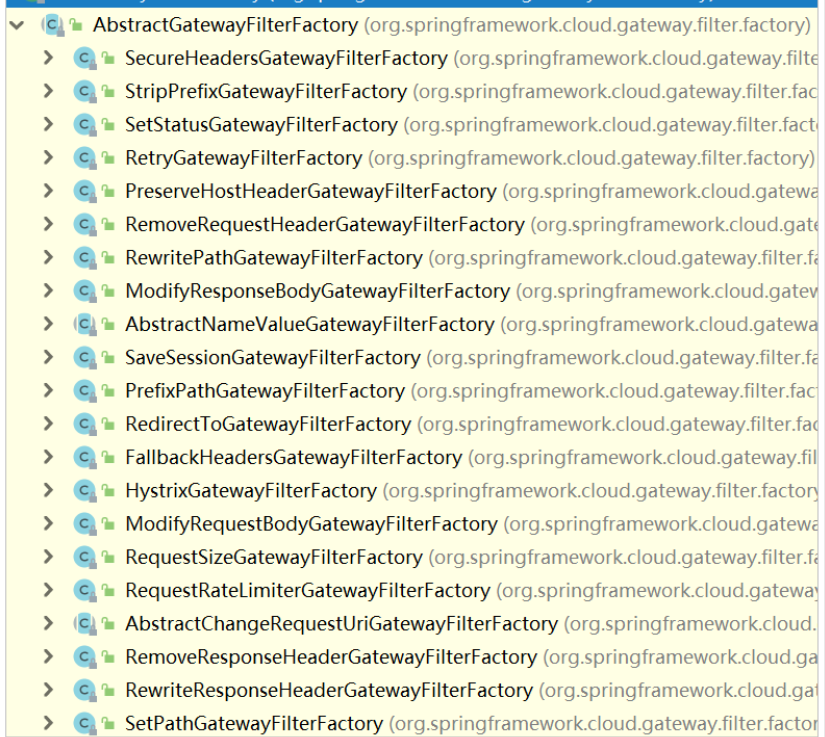 AbstractGatewayFilterFactory (org.springframework.cloud.gateway.filter.factory)
SecureHeadersGatewayFilterFactory (org.springframework.cloud.gateway.filte
StripPrefixGatewayFilterFactory (org.springframework.cloud.gateway.filter.fac
SetStatusGatewayFilterFactory (org.springframework.cloud.gateway.filter.fact
RetryGatewayFilterFactory (org.springframework.cloud.gateway.filter.factory)
PreserveHostHeaderGatewayFilterFactory (org.springframework.cloud.gatewa
RemoveRequestHeaderGatewayFilterFactory (org.springframework.cloud.gate
RewritePathGatewayFilterFactory (org.springframework.cloud.gateway.filter.fa
ModifyResponseBodyGatewayFilterFactory (org.springframework.cloud.gatew
AbstractNameValueGatewayFilterFactory (org.springframework.cloud.gatewa
SaveSessionGatewayFilterFactory (org.springframework.cloud.gateway.filter.fa
PrefixPathGatewayFilterFactory (org.springframework.cloud.gateway.filter.fac
RedirectToGatewayFilterFactory (org.springframework.cloud.gateway.filter.fac
FallbackHeadersGatewayFilterFactory (org.springframework.cloud.gateway.fil
HystrixGatewayFilterFactory (org.springframework.cloud.gateway.filter.factory
ModifyRequestBodyGatewayFilterFactory (org.springframework.cloud.gatewa
RequestSizeGatewayFilterFactory (org.springframework.cloud.gateway.filter.fa
RequestRateLimiterGatewayFilterFactory (org.springframework.cloud.gateway
AbstractChangeRequestUriGatewayFilterFactory (org.springframework.cloud.
RemoveResponseHeaderGatewayFilterFactory (org.springframework.cloud.ga
RewriteResponseHeaderGatewayFilterFactory (org.springframework.cloud.gat
SetPathGatewayFilterFactory (org.springframework.cloud.gateway.filter.factor